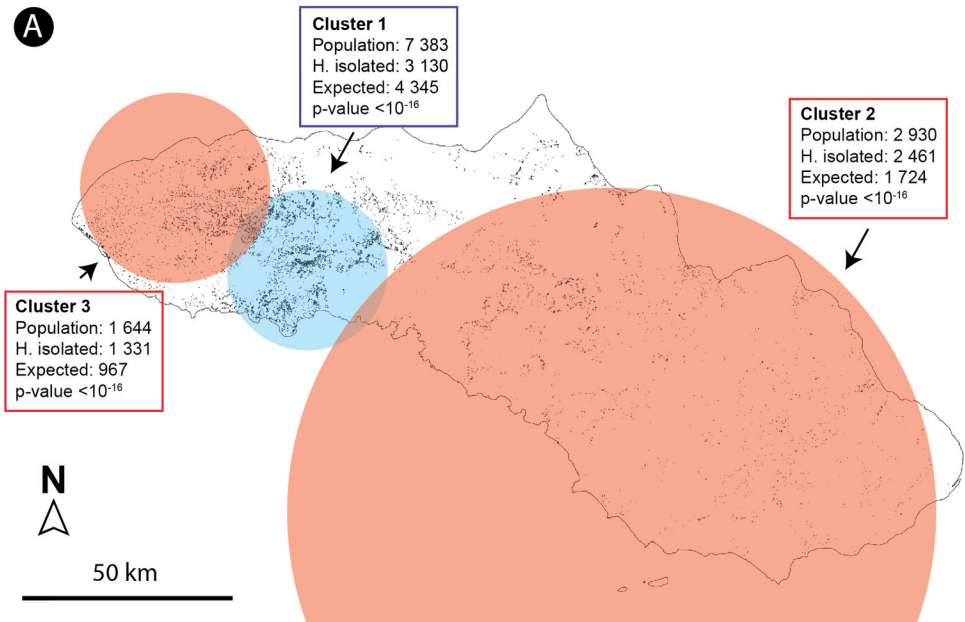 A
Cluster 1
Population: 7 383
H. isolated: 3 130
Expected: 4 345
p-value <10⁻¹⁶
Cluster 2
Population: 2 930
H. isolated: 2 461
Expected: 1 724
p-value <10⁻¹⁶
Cluster 3
Population: 1 644
H. isolated: 1 331
Expected: 967
p-value <10⁻¹⁶
N
50 km